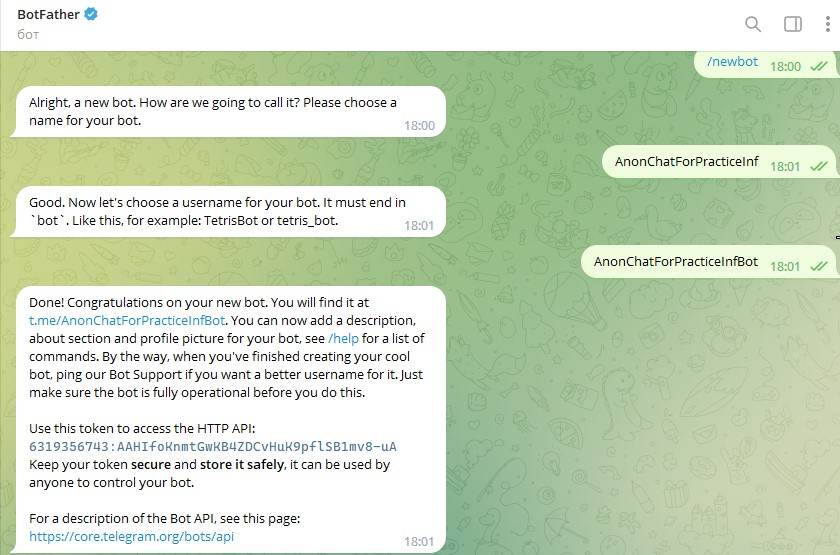 BotFather
бот
/newbot 18:00
Alright, a new bot. How are we going to call it? Please choose a
name for your bot. 18:00
AnonChatForPracticeInf 18:01
Good. Now let's choose a username for your bot. It must end in
`bot`. Like this, for example: TetrisBot or tetris_bot. 18:01
AnonChatForPracticeInfBot 18:01
Done! Congratulations on your new bot. You will find it at
t.me/AnonChatForPracticeInfBot. You can now add a description,
about section and profile picture for your bot, see /help for a list of
commands. By the way, when you've finished creating your cool
bot, ping our Bot Support if you want a better username for it. Just
make sure the bot is fully operational before you do this.
Use this token to access the HTTP API:
6319356743:AAHIfoKnmtGwKB4ZDCvHuK9pflSB1mv8-uA
Keep your token secure and store it safely, it can be used by
anyone to control your bot.
For a description of the Bot API, see this page:
https://core.telegram.org/bots/api 18:01